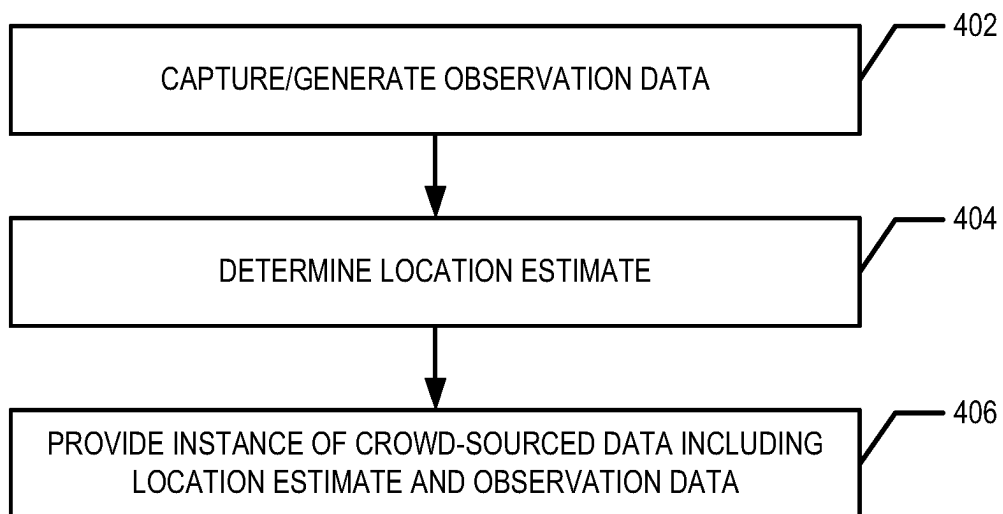 402
CAPTURE/GENERATE OBSERVATION DATA
404
DETERMINE LOCATION ESTIMATE
406
PROVIDE INSTANCE OF CROWD-SOURCED DATA INCLUDING
LOCATION ESTIMATE AND OBSERVATION DATA